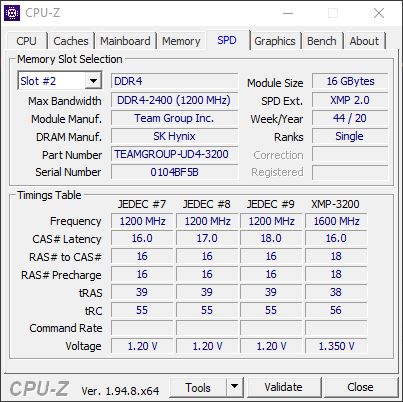 CPU-Z
CPU Caches Mainboard Memory SPD Graphics Bench About
Memory Slot Selection
Slot #2 DDR4 Module Size 16 GBytes
Max Bandwidth DDR4-2400 (1200 MHz) SPD Ext. XMP 2.0
Module Manuf. Team Group Inc. Week/Year 44 / 20
DRAM Manuf. SK Hynix Ranks Single
Part Number TEAMGROUP-UD4-3200 Correction
Serial Number 0104BF5B Registered
Timings Table
JEDEC #7 JEDEC #8 JEDEC #9 XMP-3200
Frequency 1200 MHz 1200 MHz 1200 MHz 1600 MHz
CAS# Latency 16.0 17.0 18.0 16.0
RAS# to CAS# 16 16 16 18
RAS# Precharge 16 16 16 18
tRAS 39 39 39 38
tRC 55 55 55 56
Command Rate
Voltage 1.20 V 1.20 V 1.20 V 1.350 V
CPU-Z Ver. 1.94.8.x64 Tools Validate Close